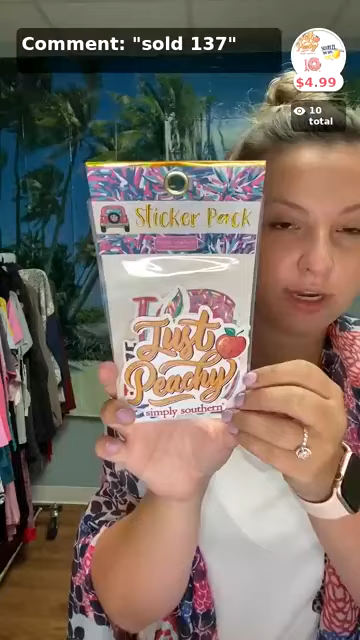 Comment: "sold 137"
$4.99
10
total
Sticker Pack
Just
Peachy
simply southern